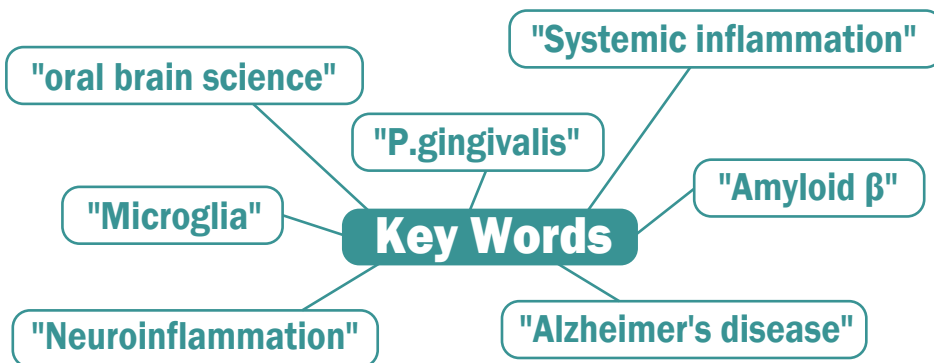 "Systemic inflammation"
"oral brain science"
"P.gingivalis"
"Amyloid β"
"Microglia"
Key Words
"Neuroinflammation"
"Alzheimer's disease"